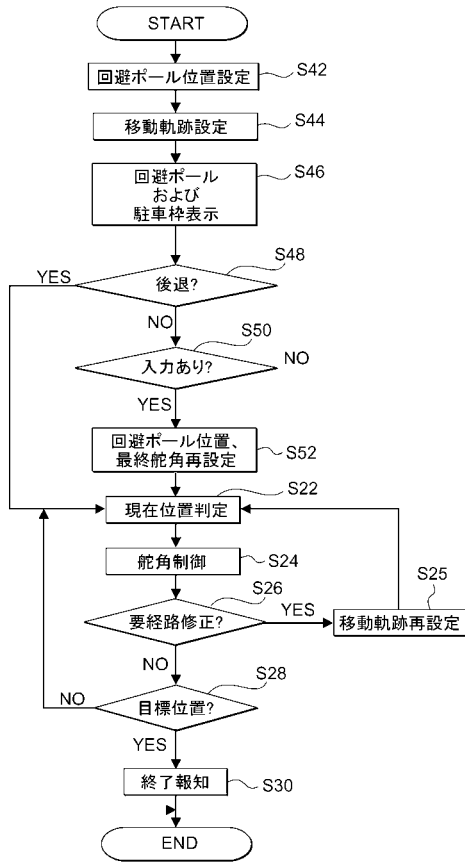 START
回避ポール位置設定
S42
移動軌跡設定
S44
回避ポール
および
駐車枠表示
S46
YES
後退?
S48
NO
入力あり?
S50
NO
YES
回避ポール位置、
最終舵角再設定
S52
現在位置判定
S22
舵角制御
S24
要経路修正?
S26
YES
移動軌跡再設定
S25
NO
目標位置?
S28
NO
YES
終了報知
S30
END